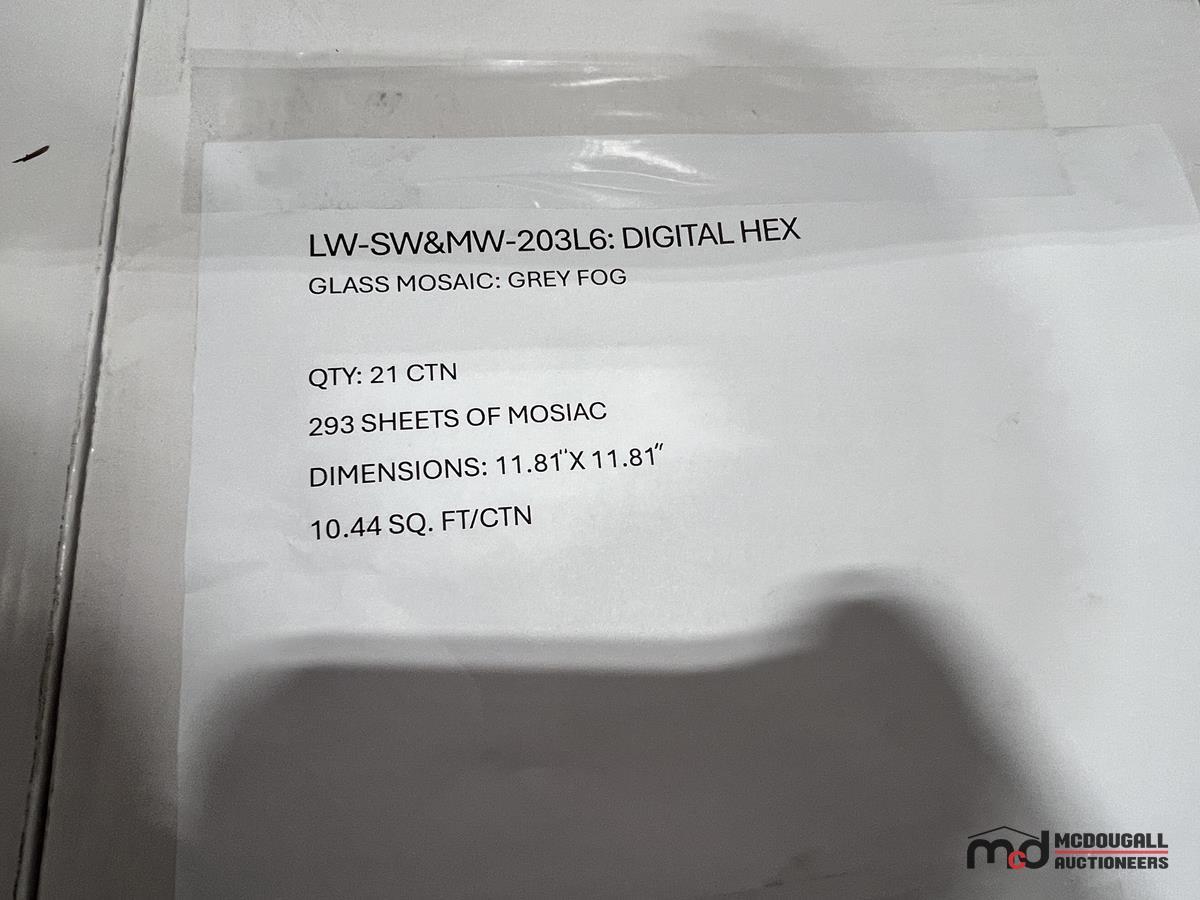 LW-SW&MW-203L6: DIGITAL HEX
GLASS MOSAIC: GREY FOG
QTY: 21 CTN
293 SHEETS OF MOSIAC
DIMENSIONS: 11.81"X 11.81"
10.44 SQ. FT/CTN
mcd MCDOUGALL
AUCTIONEERS